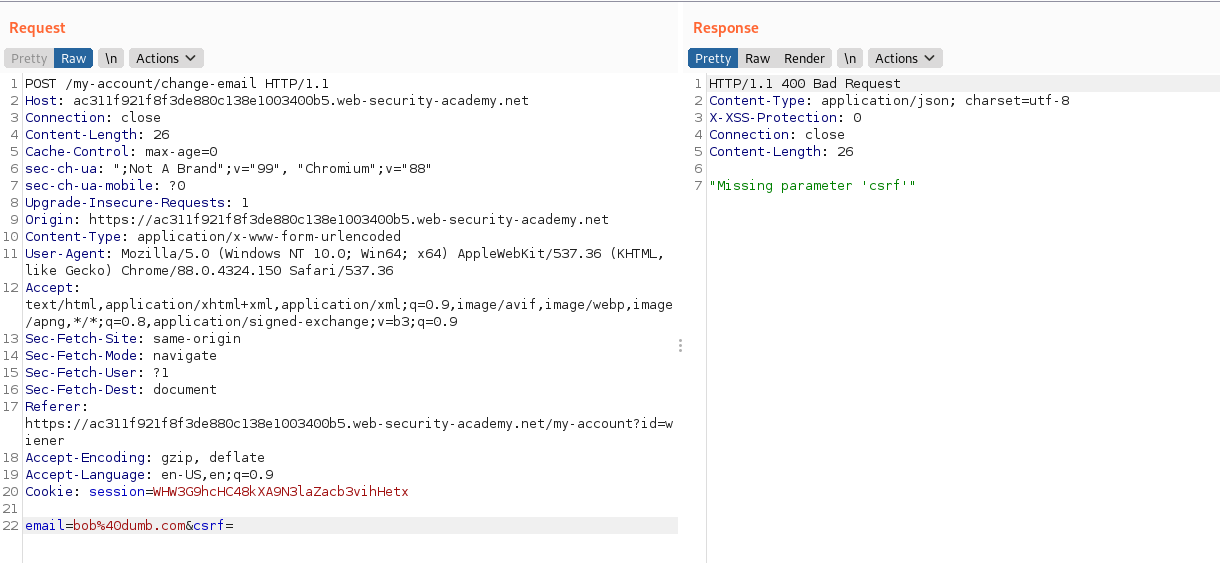 Request
Pretty Raw \n Actions
1 POST /my-account/change-email HTTP/1.1
2 Host: ac311f921f8f3de880c138e1003400b5.web-security-academy.net
3 Connection: close
4 Content-Length: 26
5 Cache-Control: max-age=0
6 sec-ch-ua: ";Not A Brand";v="99", "Chromium";v="88"
7 sec-ch-ua-mobile: ?0
8 Upgrade-Insecure-Requests: 1
9 Origin: https://ac311f921f8f3de880c138e1003400b5.web-security-academy.net
10 Content-Type: application/x-www-form-urlencoded
11 User-Agent: Mozilla/5.0 (Windows NT 10.0; Win64; x64) AppleWebKit/537.36 (KHTML,
like Gecko) Chrome/88.0.4324.150 Safari/537.36
12 Accept:
text/html,application/xhtml+xml,application/xml;q=0.9,image/avif,image/webp,image
/apng,*/*;q=0.8,application/signed-exchange;v=b3;q=0.9
13 Sec-Fetch-Site: same-origin
14 Sec-Fetch-Mode: navigate
15 Sec-Fetch-User: ?1
16 Sec-Fetch-Dest: document
17 Referer:
https://ac311f921f8f3de880c138e1003400b5.web-security-academy.net/my-account?id=w
iener
18 Accept-Encoding: gzip, deflate
19 Accept-Language: en-US,en;q=0.9
20 Cookie: session=WHW3G9hcHC48kXA9N3laZacb3vihHetx
21
22 email=bob%40dumb.com&csrf=
Response
Pretty Raw Render \n Actions
1 HTTP/1.1 400 Bad Request
2 Content-Type: application/json; charset=utf-8
3 X-XSS-Protection: 0
4 Connection: close
5 Content-Length: 26
6
7 "Missing parameter 'csrf'"